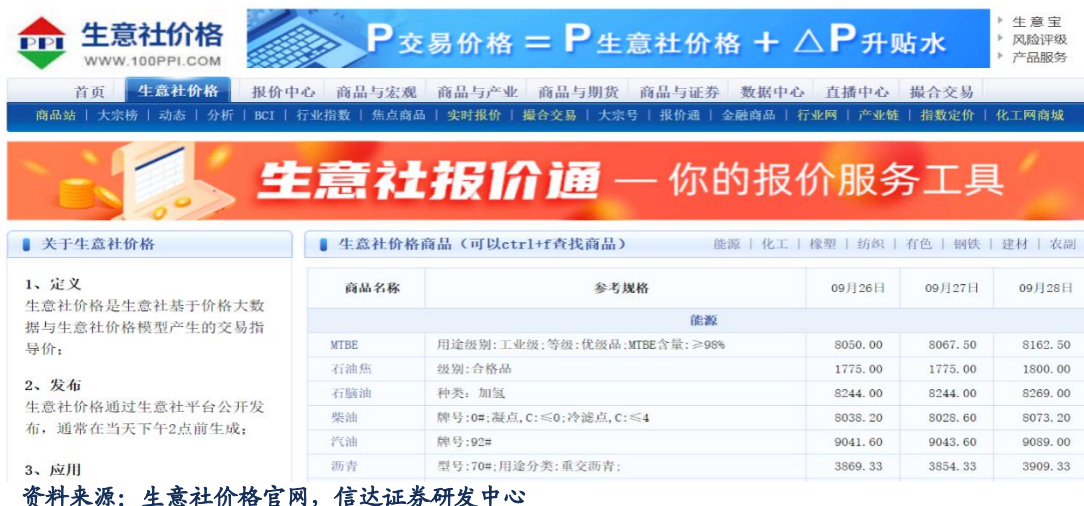 PPI
生意社价格
WWW.100PPI.COM
P交易价格 = P生意社价格 + △P升贴水
生意宝
风险评级
产品服务
首页 生意社价格 报价中心 商品与宏观 商品与产业 商品与期货 商品与证券 数据中心 直播中心 撮合交易
商品站 | 大宗榜 | 动态 | 分析 | BCI | 行业指数 | 焦点商品 | 实时报价 | 撮合交易 | 大宗号 | 报价通 | 金融商品 | 行业网 | 产业链 | 指数定价 | 化工网商城
生意社报价通 — 你的报价服务工具
关于生意社价格
1、定义
生意社价格是生意社基于价格大数
据与生意社价格模型产生的交易指
导价;
2、发布
生意社价格通过生意社平台公开发
布，通常在当天下午2点前生成;
3、应用
生意社价格商品（可以ctrl+f查找商品） 能源 | 化工 | 橡塑 | 纺织 | 有色 | 钢铁 | 建材 | 农副
商品名称 参考规格 09月26日 09月27日 09月28日
能源
MTBE 用途级别:工业级;等级:优级品;MTBE含量:≥98% 8050.00 8067.50 8162.50
石油焦 级别:合格品 1775.00 1775.00 1800.00
石脑油 种类: 加氢 8244.00 8244.00 8269.00
柴油 牌号:0#;凝点,C:≤0;冷滤点,C:≤4 8038.20 8028.60 8073.20
汽油 牌号:92# 9041.60 9043.60 9089.00
沥青 型号:70#;用途分类:重交沥青; 3869.33 3854.33 3909.33
资料来源：生意社价格官网，信达证券研发中心